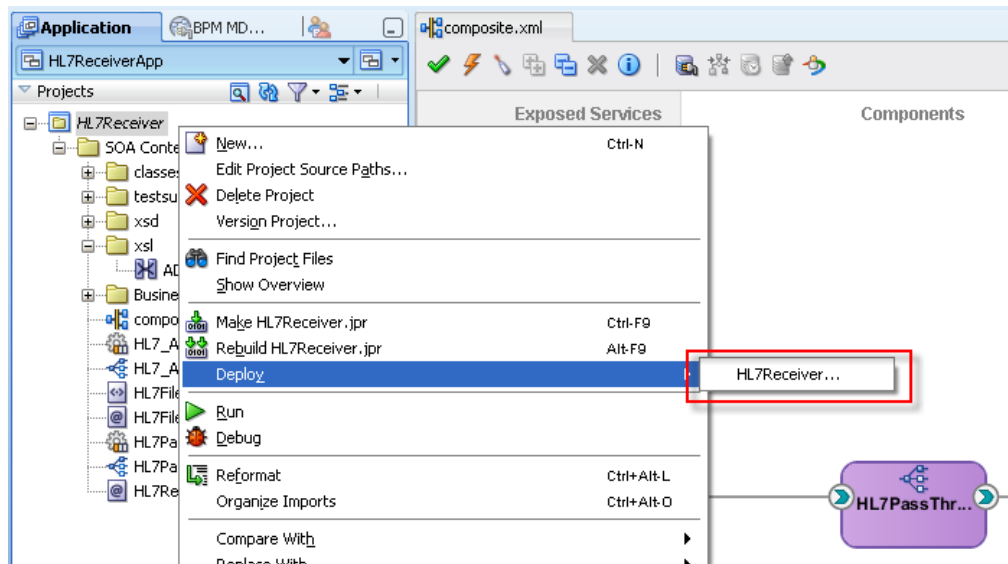 Application
BPM MD...
composite.xml
HL7ReceiverApp
Projects
Exposed Services
Components
HL7Receiver
SOA Conte
classes
testsu
xsd
xsl
AD
Busine
compo
HL7_A
HL7_A
HL7File
HL7File
HL7Pa
HL7Pa
HL7Re
New... Ctrl-N
Edit Project Source Paths...
Delete Project
Version Project...
Find Project Files
Show Overview
Make HL7Receiver.jpr Ctrl-F9
Rebuild HL7Receiver.jpr Alt-F9
Deploy
HL7Receiver...
Run
Debug
Reformat Ctrl+Alt-L
Organize Imports Ctrl+Alt-O
Compare With
Replace With
HL7PassThr...